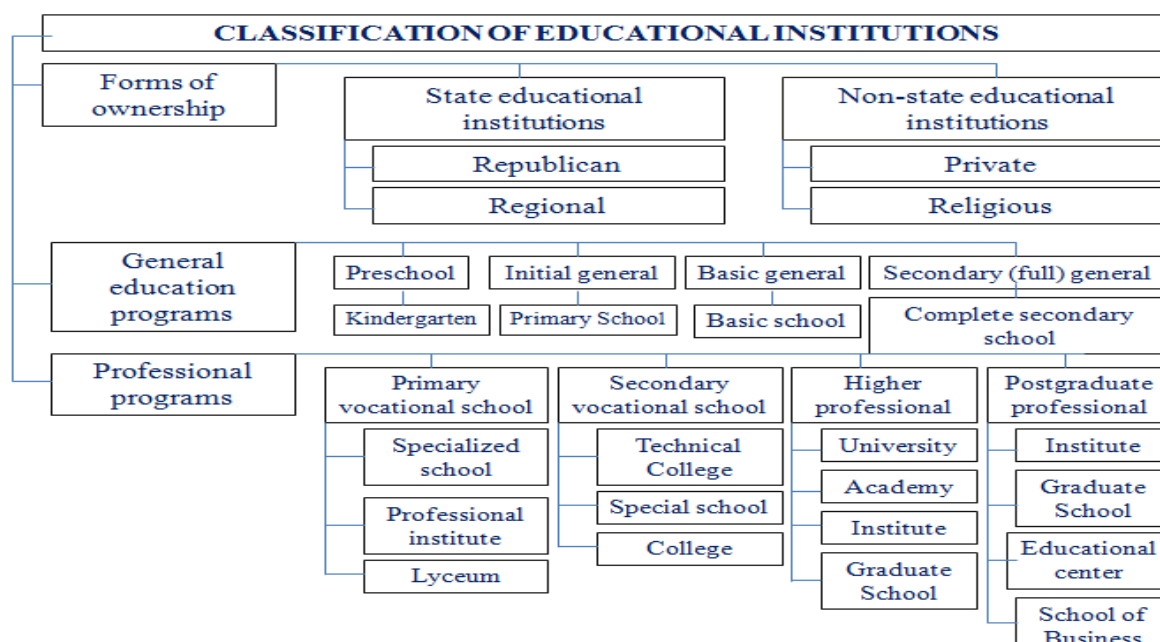 CLASSIFICATION OF EDUCATIONAL INSTITUTIONS
Forms of
ownership
State educational
institutions
Republican
Regional
Non-state educational
institutions
Private
Religious
General
education
programs
Preschool
Initial general
Basic general
Secondary (full) general
Kindergarten
Primary School
Basic school
Complete secondary
school
Professional
programs
Primary
vocational school
Specialized
school
Professional
institute
Lyceum
Secondary
vocational school
Technical
College
Special school
College
Higher
professional
University
Academy
Institute
Graduate
School
Postgraduate
professional
Institute
Graduate
School
Educational
center
School of
Business